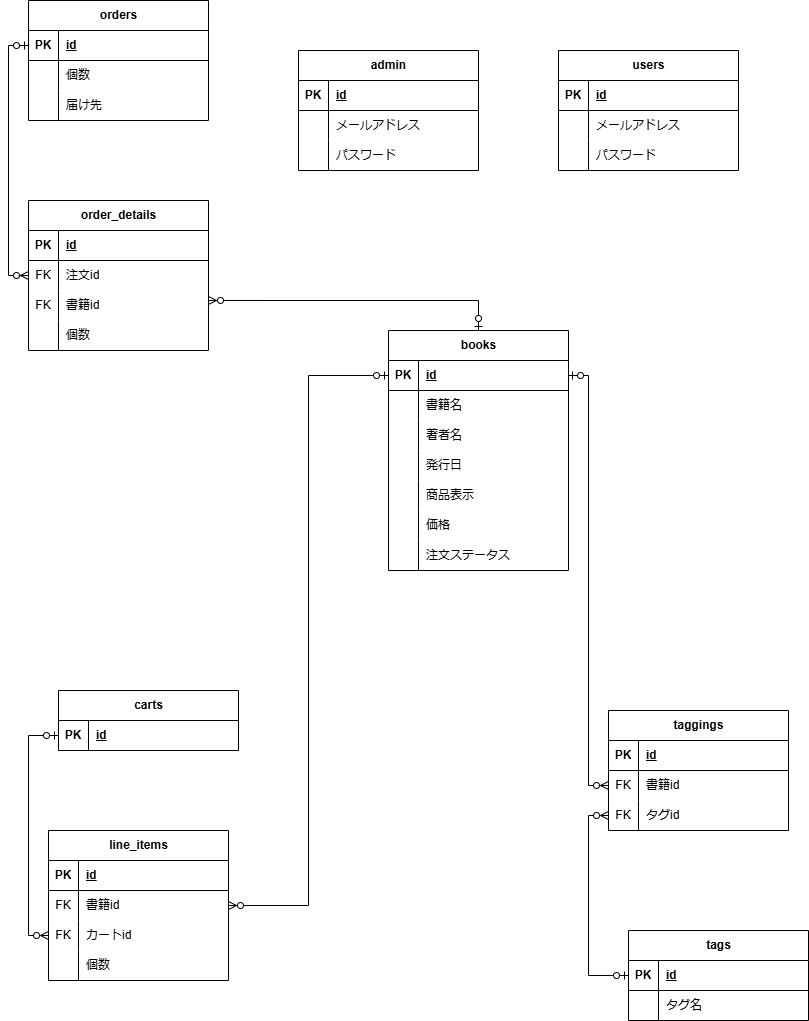 orders
PK id
個数
届け先
admin
PK id
メールアドレス
パスワード
users
PK id
メールアドレス
パスワード
order_details
PK id
FK 注文id
FK 書籍id
個数
books
PK id
書籍名
著者名
発行日
商品表示
価格
注文ステータス
carts
PK id
line_items
PK id
FK 書籍id
FK カートid
個数
taggings
PK id
FK 書籍id
FK タグid
tags
PK id
タグ名